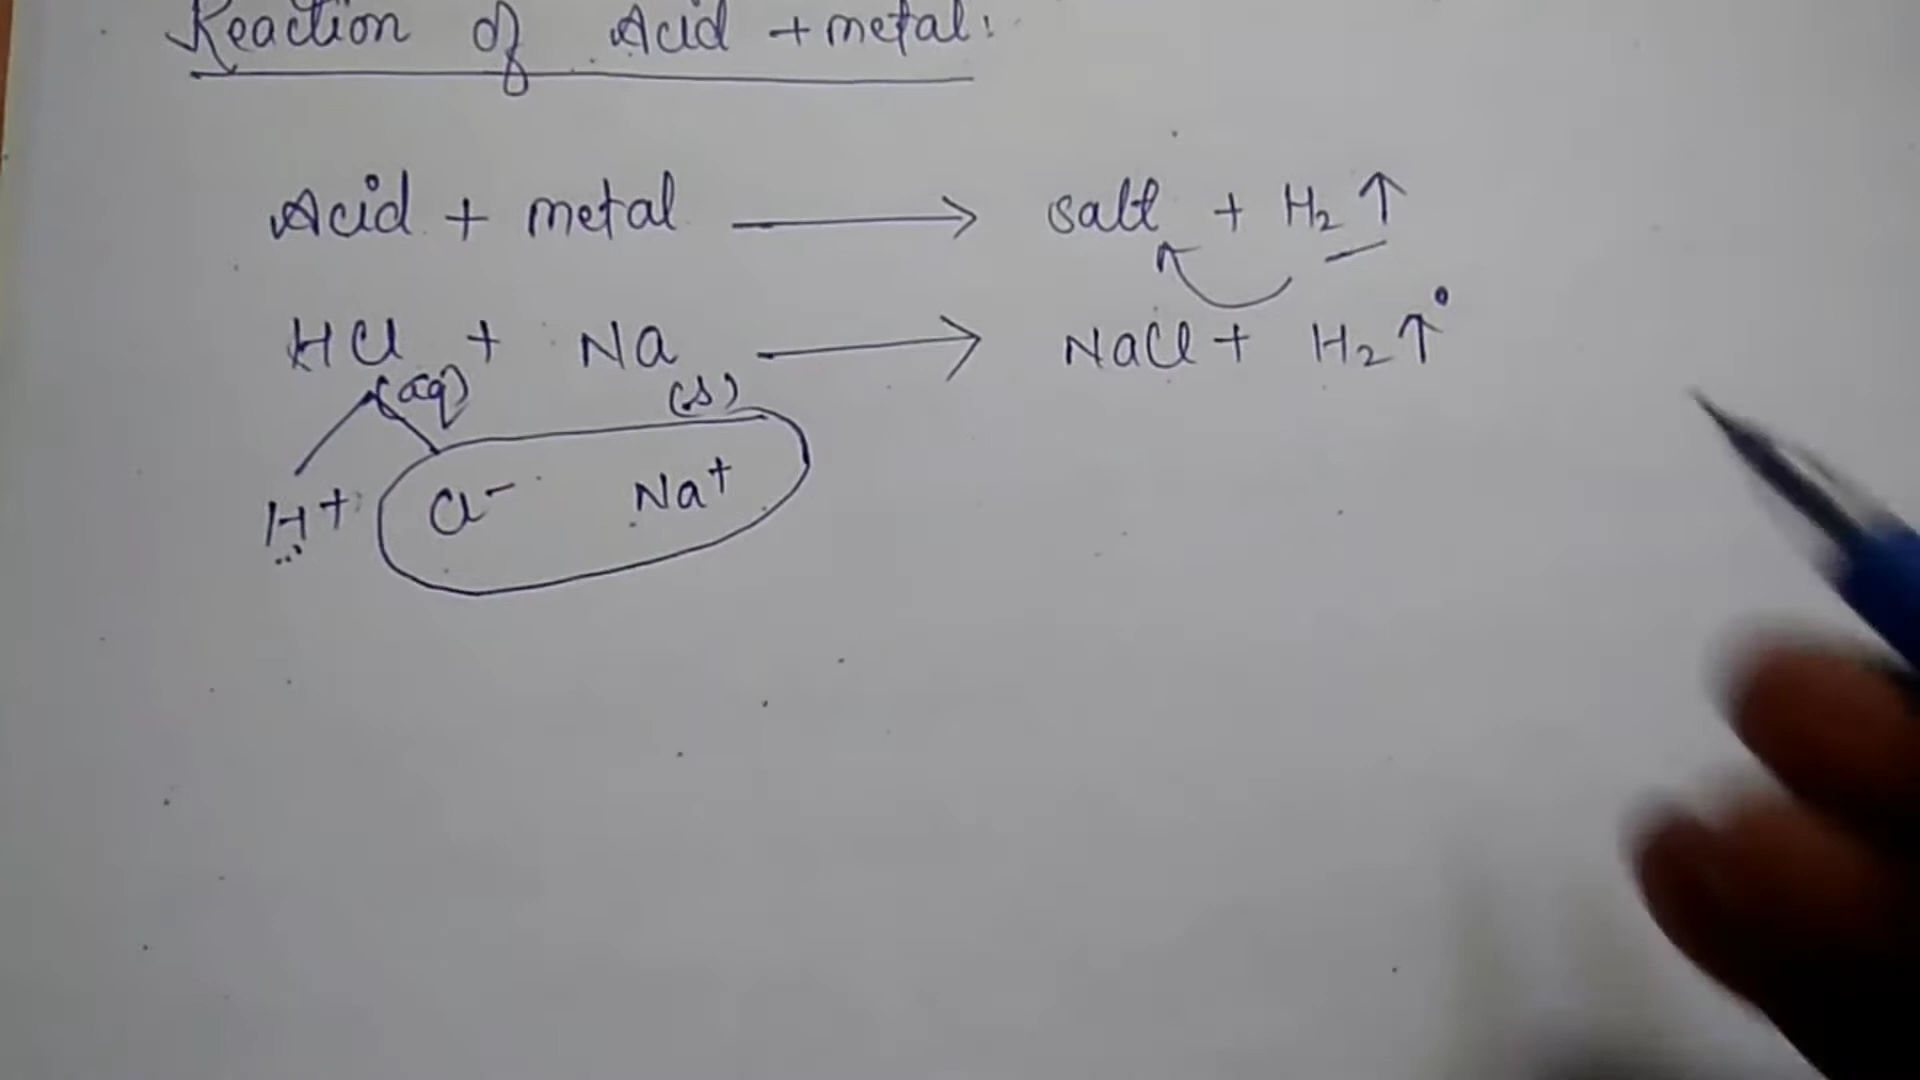 Reaction of Acid + metal:
Acid + metal ⟶ salt + H₂ ↑
HCl (aq) + Na (s) ⟶ NaCl + H₂ ↑
H⁺ Cl⁻ Na⁺